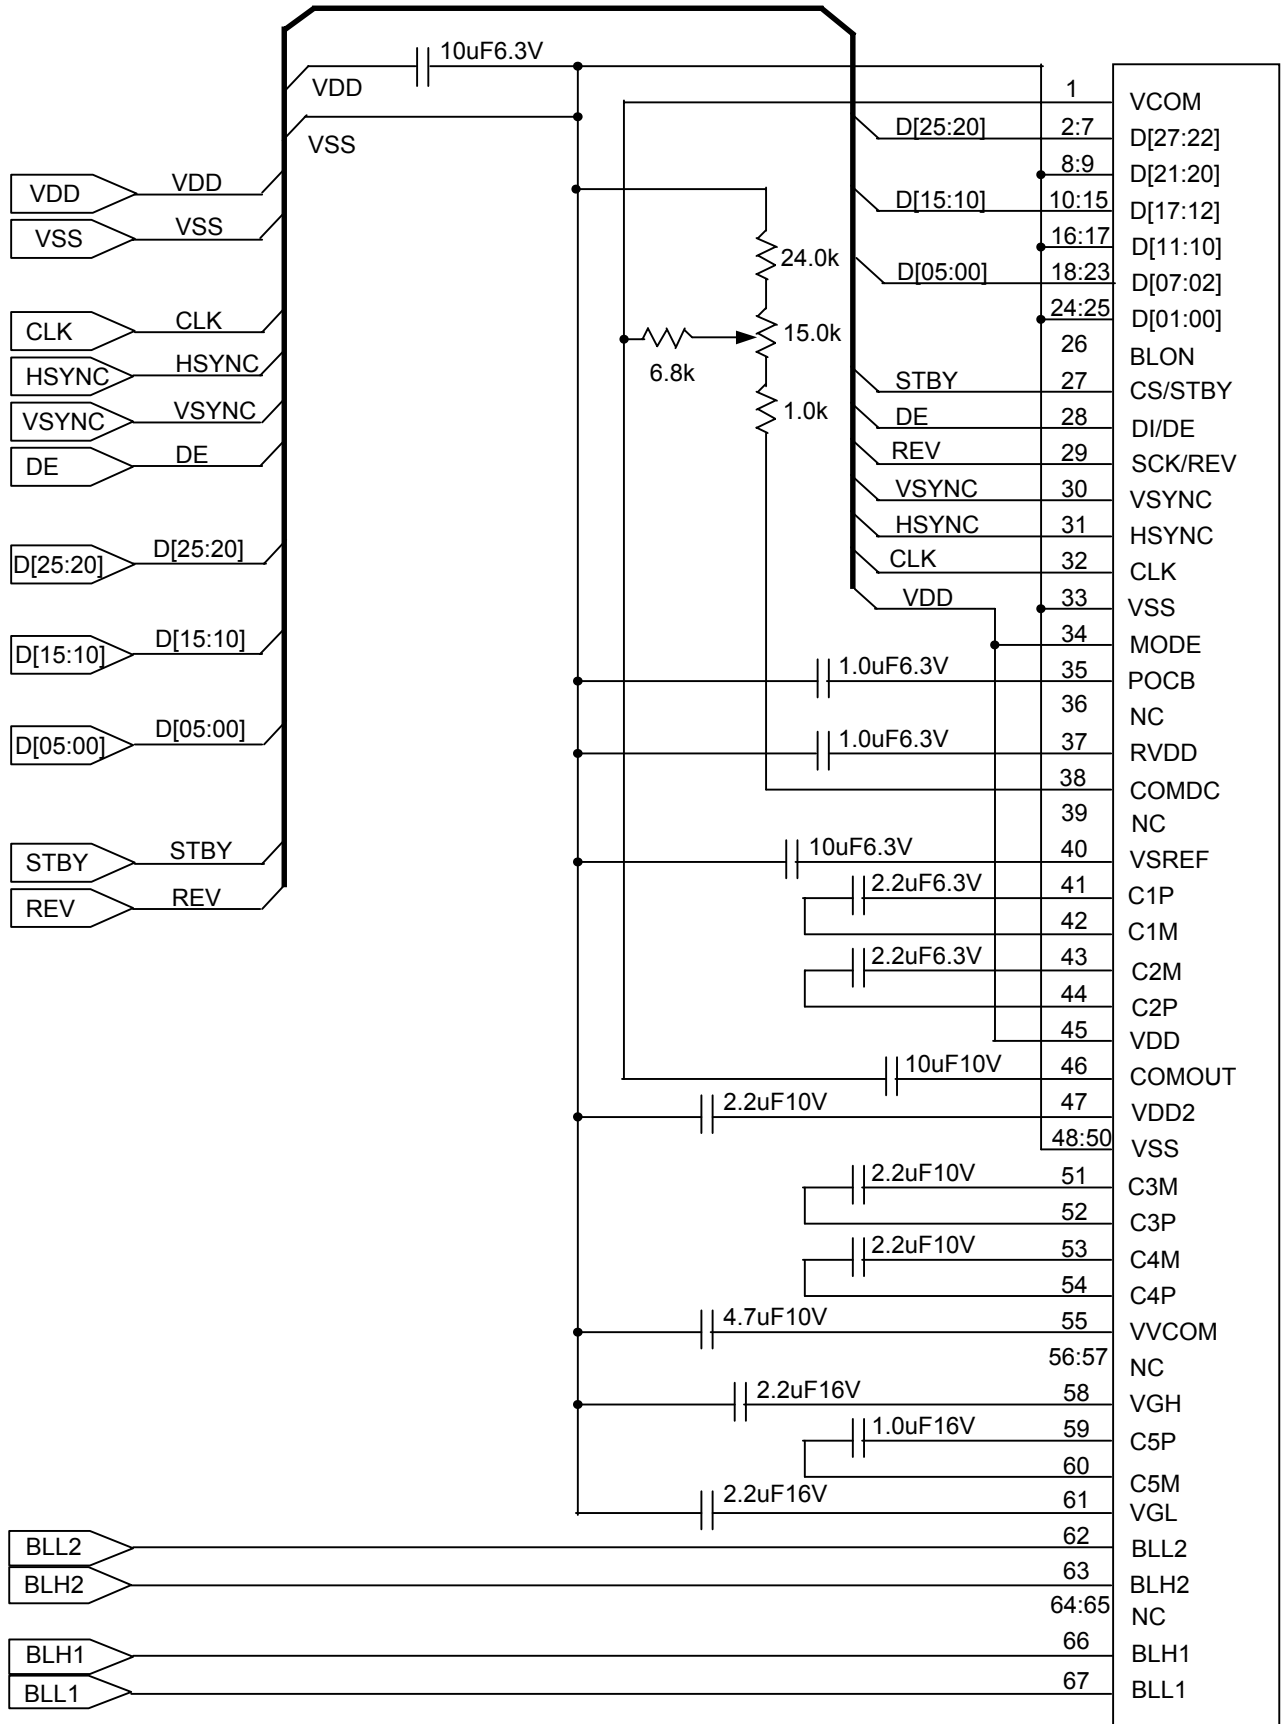 10uF6.3V
VDD
VSS
VDD VDD
VSS VSS
CLK CLK
HSYNC HSYNC
VSYNC VSYNC
DE DE
D[25:20] D[25:20]
D[15:10] D[15:10]
D[05:00] D[05:00]
STBY STBY
REV REV
24.0k
15.0k
6.8k
1.0k
1 VCOM
D[25:20] 2:7 D[27:22]
8:9 D[21:20]
D[15:10] 10:15 D[17:12]
16:17 D[11:10]
D[05:00] 18:23 D[07:02]
24:25 D[01:00]
26 BLON
STBY 27 CS/STBY
DE 28 DI/DE
REV 29 SCK/REV
VSYNC 30 VSYNC
HSYNC 31 HSYNC
CLK 32 CLK
VDD 33 VSS
34 MODE
1.0uF6.3V 35 POCB
36 NC
1.0uF6.3V 37 RVDD
38 COMDC
39 NC
10uF6.3V 40 VSREF
2.2uF6.3V 41 C1P
42 C1M
2.2uF6.3V 43 C2M
44 C2P
45 VDD
10uF10V 46 COMOUT
2.2uF10V 47 VDD2
48:50 VSS
2.2uF10V 51 C3M
52 C3P
2.2uF10V 53 C4M
54 C4P
4.7uF10V 55 VVCOM
56:57 NC
2.2uF16V 58 VGH
1.0uF16V 59 C5P
60 C5M
2.2uF16V 61 VGL
BLL2 62 BLL2
BLH2 63 BLH2
64:65 NC
BLH1 66 BLH1
BLL1 67 BLL1